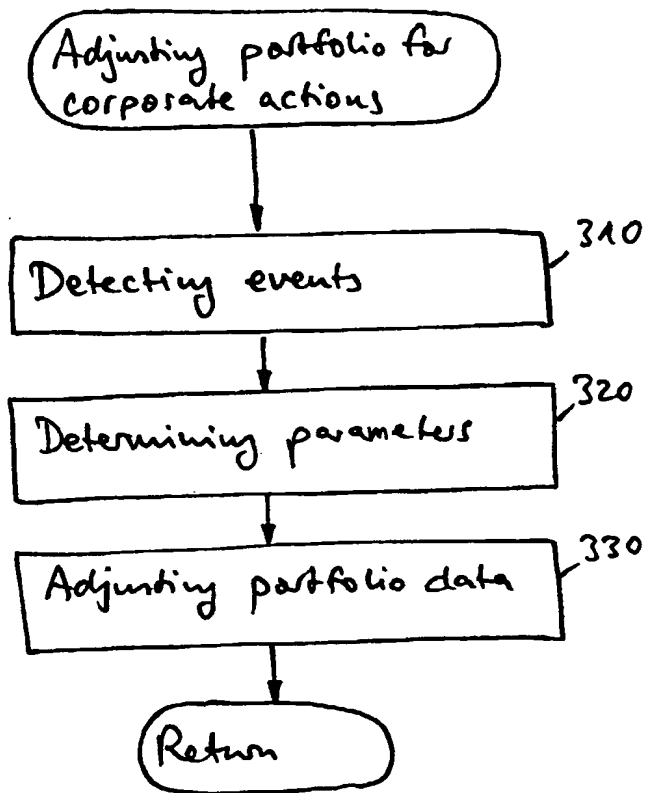 Adjusting portfolio for
corporate actions
310
Detecting events
320
Determining parameters
330
Adjusting portfolio data
Return